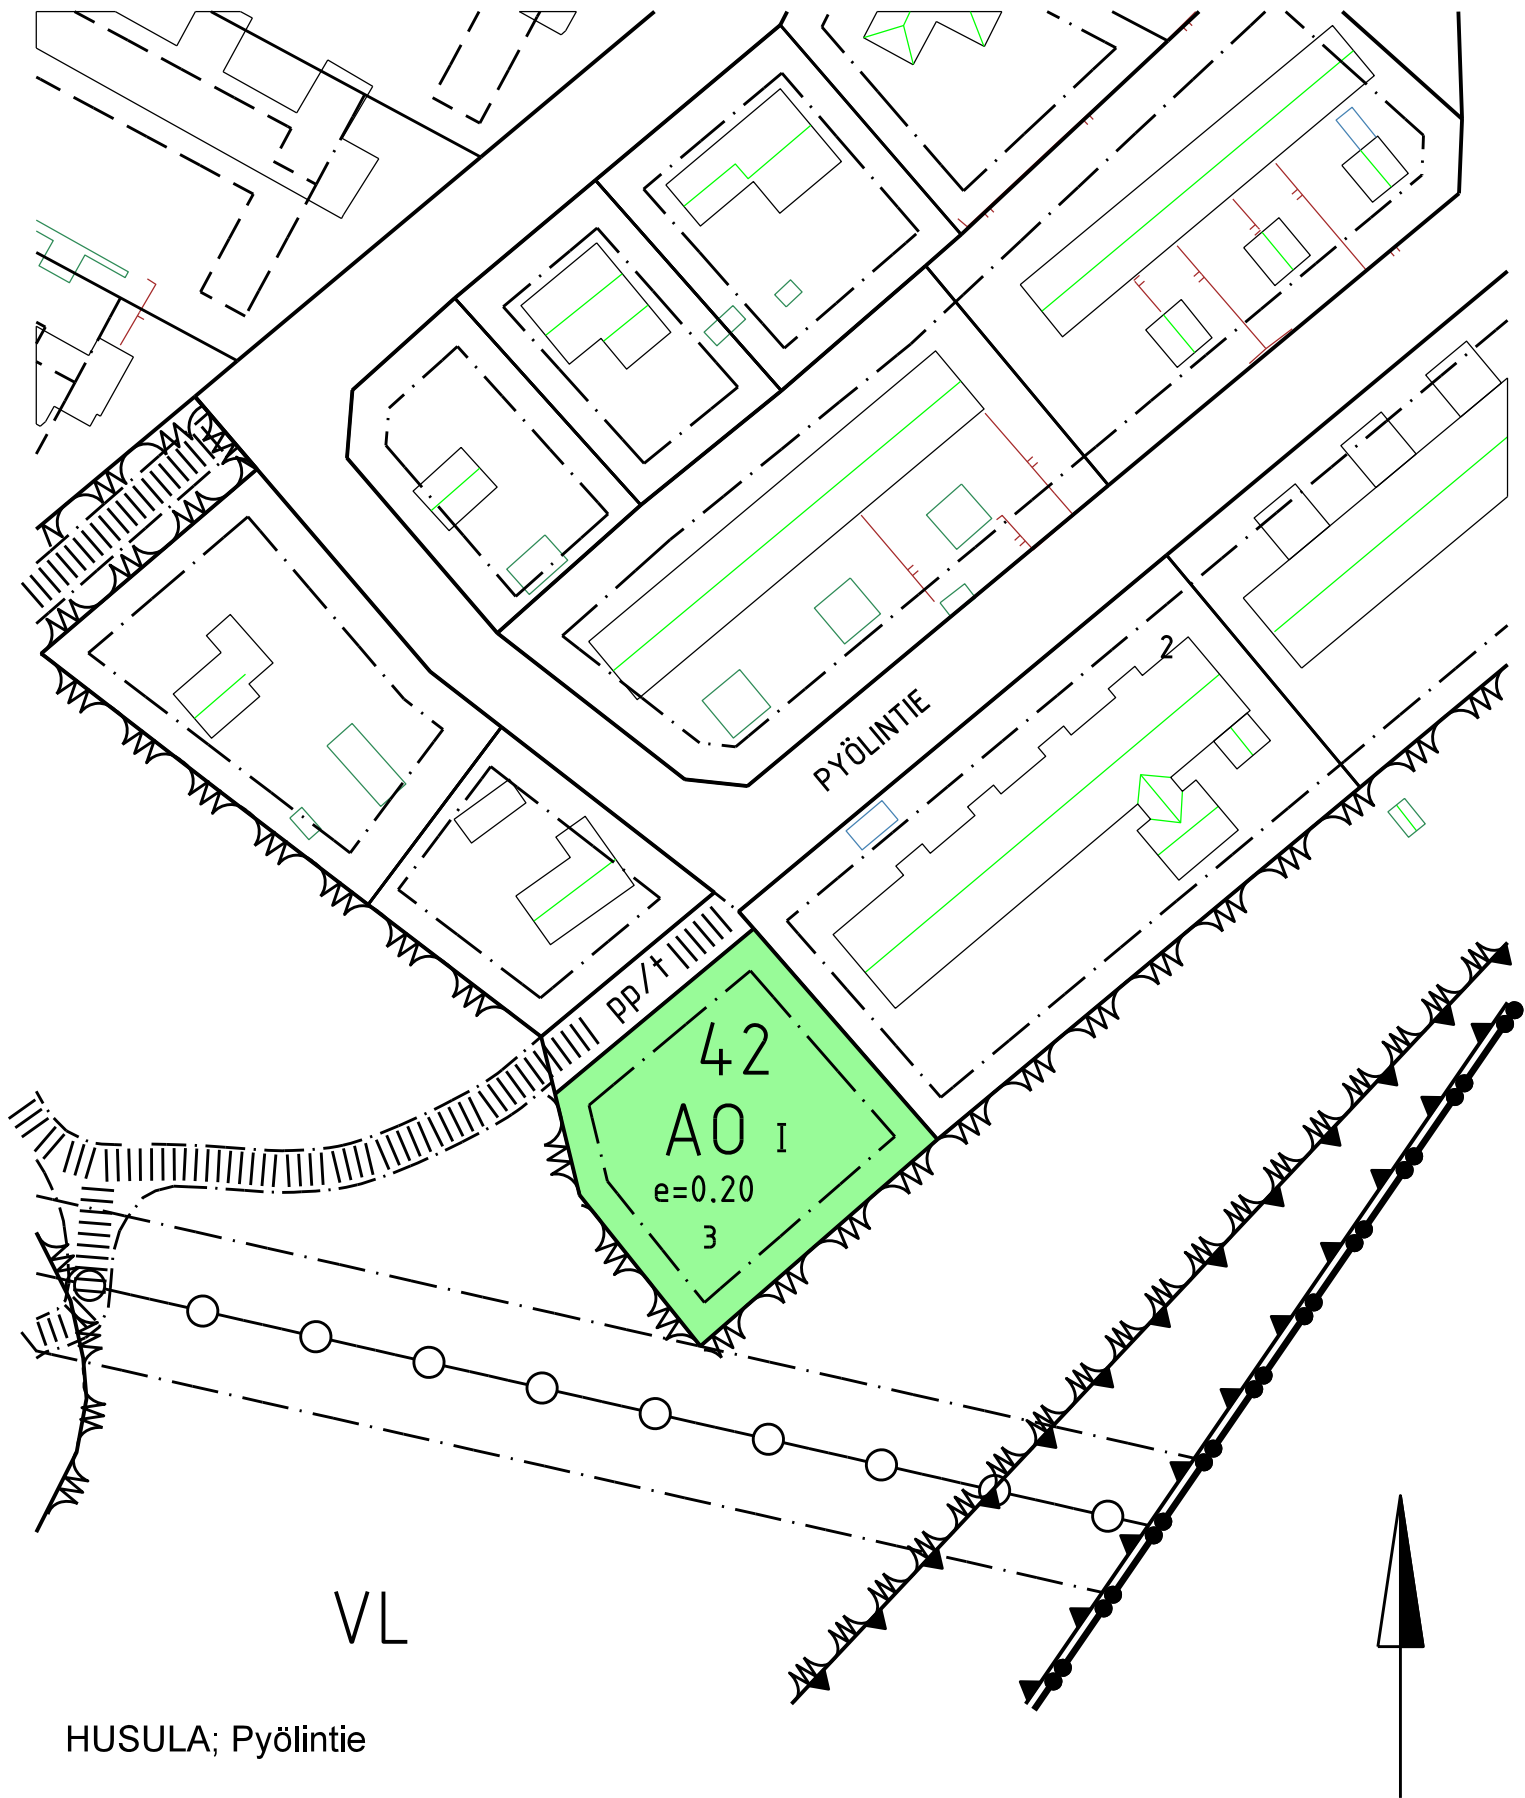 2
PYÖLINTIE
pp/t
42
AO I
e=0.20
3
VL
HUSULA; Pyölintie